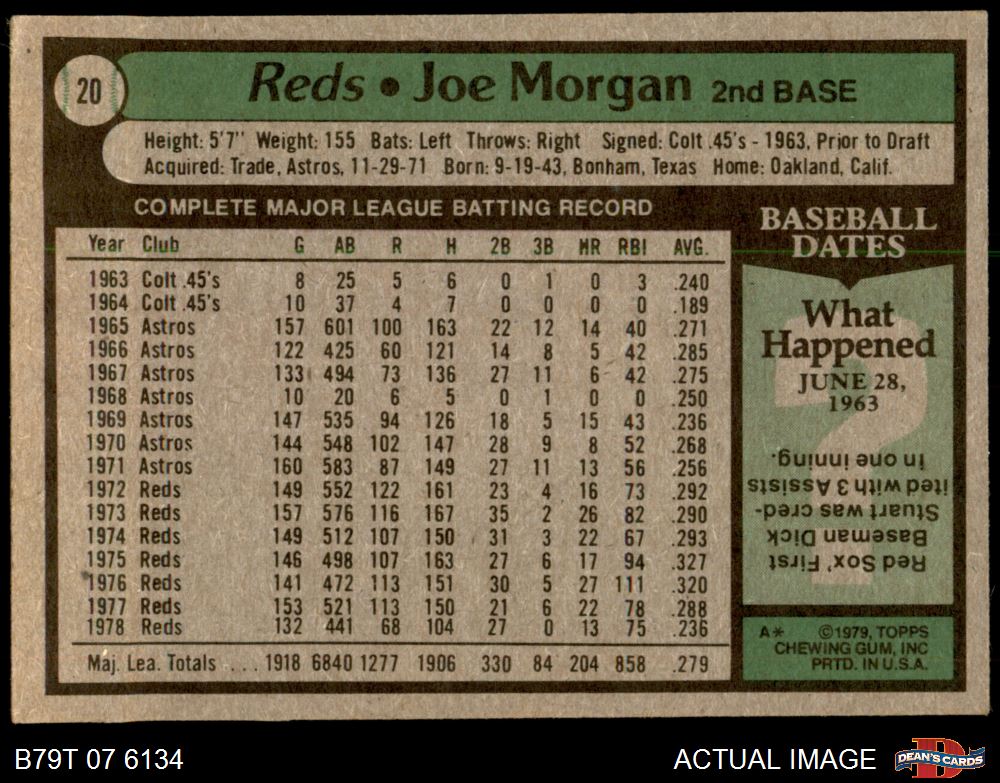 20
Reds • Joe Morgan 2nd BASE
Height: 5'7" Weight: 155 Bats: Left Throws: Right Signed: Colt .45's - 1963, Prior to Draft
Acquired: Trade, Astros, 11-29-71 Born: 9-19-43, Bonham, Texas Home: Oakland, Calif.
COMPLETE MAJOR LEAGUE BATTING RECORD
Year Club G AB R H 2B 3B HR RBI AVG.
1963 Colt .45's 8 25 5 6 0 1 0 3 .240
1964 Colt .45's 10 37 4 7 0 0 0 0 .189
1965 Astros 157 601 100 163 22 12 14 40 .271
1966 Astros 122 425 60 121 14 8 5 42 .285
1967 Astros 133 494 73 136 27 11 6 42 .275
1968 Astros 10 20 6 5 0 1 0 0 .250
1969 Astros 147 535 94 126 18 5 15 43 .236
1970 Astros 144 548 102 147 28 9 8 52 .268
1971 Astros 160 583 87 149 27 11 13 56 .256
1972 Reds 149 552 122 161 23 4 16 73 .292
1973 Reds 157 576 116 167 35 2 26 82 .290
1974 Reds 149 512 107 150 31 3 22 67 .293
1975 Reds 146 498 107 163 27 6 17 94 .327
1976 Reds 141 472 113 151 30 5 27 111 .320
1977 Reds 153 521 113 150 21 6 22 78 .288
1978 Reds 132 441 68 104 27 0 13 75 .236
Maj. Lea. Totals . . . 1918 6840 1277 1906 330 84 204 858 .279
BASEBALL
DATES
What
Happened
JUNE 28,
1963
Red Sox' First
Baseman Dick
Stuart was cred-
ited with 3 Assists
in one inning.
A* ©1979, TOPPS
CHEWING GUM, INC
PRTD. IN U.S.A.
B79T 07 6134
ACTUAL IMAGE
D
DEAN'S CARDS